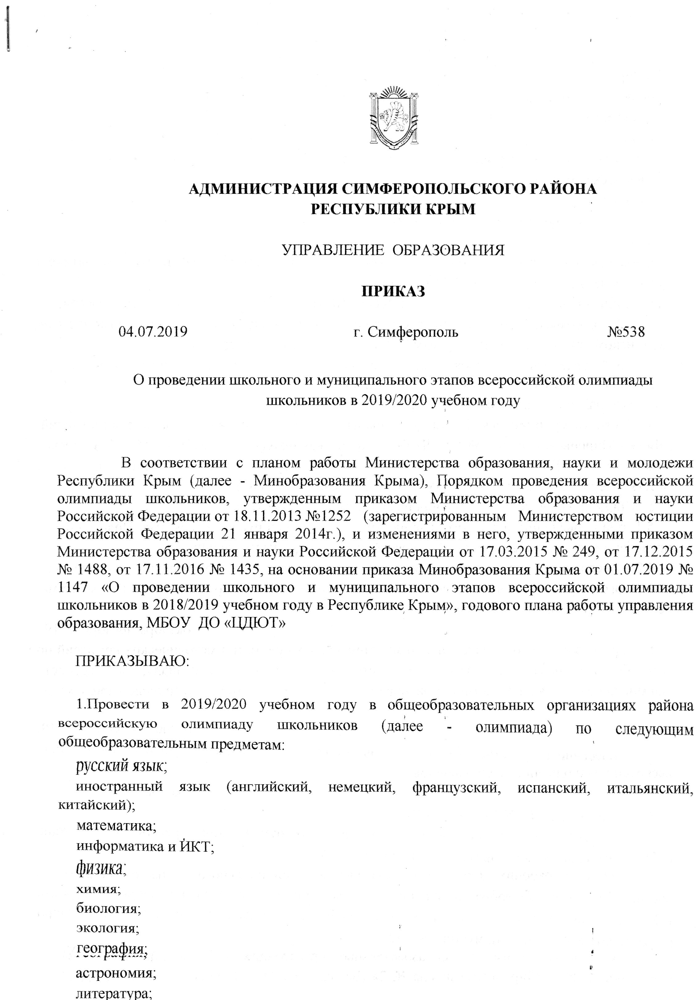 АДМИНИСТРАЦИЯ СИМФЕРОПОЛЬСКОГО РАЙОНА
РЕСПУБЛИКИ КРЫМ
УПРАВЛЕНИЕ ОБРАЗОВАНИЯ
ПРИКАЗ
04.07.2019 г. Симферополь №538
О проведении школьного и муниципального этапов всероссийской олимпиады
школьников в 2019/2020 учебном году
В соответствии с планом работы Министерства образования, науки и молодежи
Республики Крым (далее - Минобразования Крыма), Порядком проведения всероссийской
олимпиады школьников, утвержденным приказом Министерства образования и науки
Российской Федерации от 18.11.2013 №1252 (зарегистрированным Министерством юстиции
Российской Федерации 21 января 2014г.), и изменениями в него, утвержденными приказом
Министерства образования и науки Российской Федерации от 17.03.2015 № 249, от 17.12.2015
№ 1488, от 17.11.2016 № 1435, на основании приказа Минобразования Крыма от 01.07.2019 №
1147 «О проведении школьного и муниципального этапов всероссийской олимпиады
школьников в 2018/2019 учебном году в Республике Крым», годового плана работы управления
образования, МБОУ ДО «ЦДЮТ»
ПРИКАЗЫВАЮ:
1.Провести в 2019/2020 учебном году в общеобразовательных организациях района
всероссийскую олимпиаду школьников (далее - олимпиада) по следующим
общеобразовательным предметам:
русский язык;
иностранный язык (английский, немецкий, французский, испанский, итальянский,
китайский);
математика;
информатика и ИКТ;
физика;
химия;
биология;
экология;
география;
астрономия;
литература;